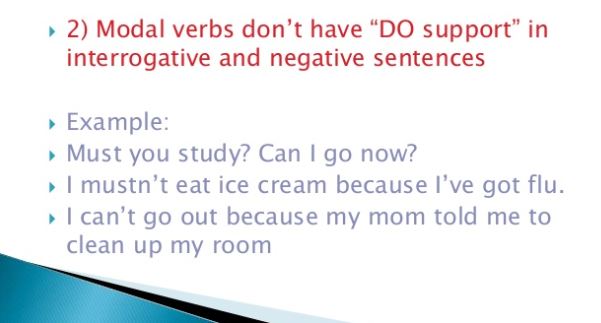 2) Modal verbs don’t have “DO support” in
interrogative and negative sentences
Example:
Must you study? Can I go now?
I mustn’t eat ice cream because I’ve got flu.
I can’t go out because my mom told me to
clean up my room